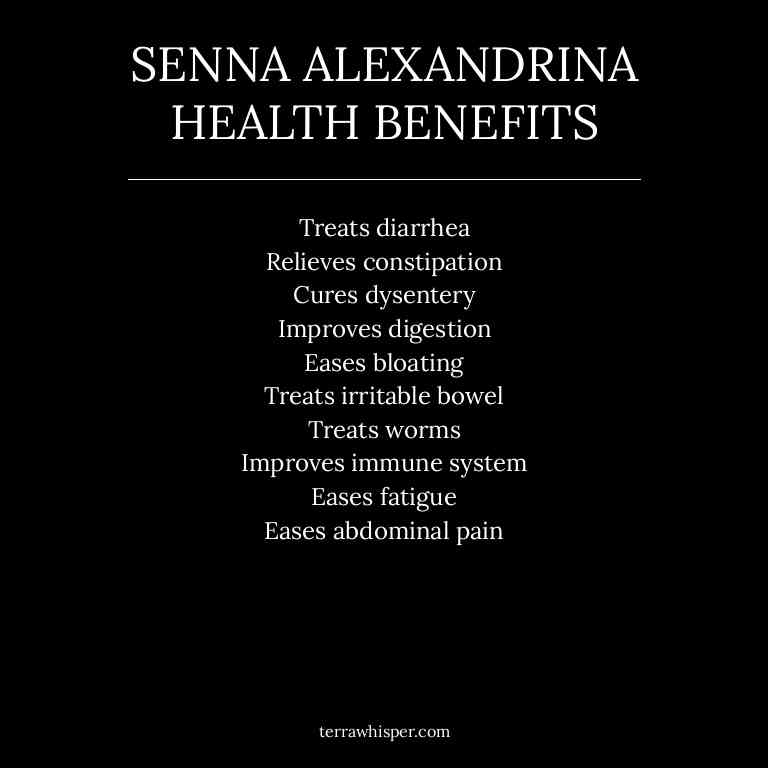 SENNA ALEXANDRINA
HEALTH BENEFITS
Treats diarrhea
Relieves constipation
Cures dysentery
Improves digestion
Eases bloating
Treats irritable bowel
Treats worms
Improves immune system
Eases fatigue
Eases abdominal pain
terrawhisper.com